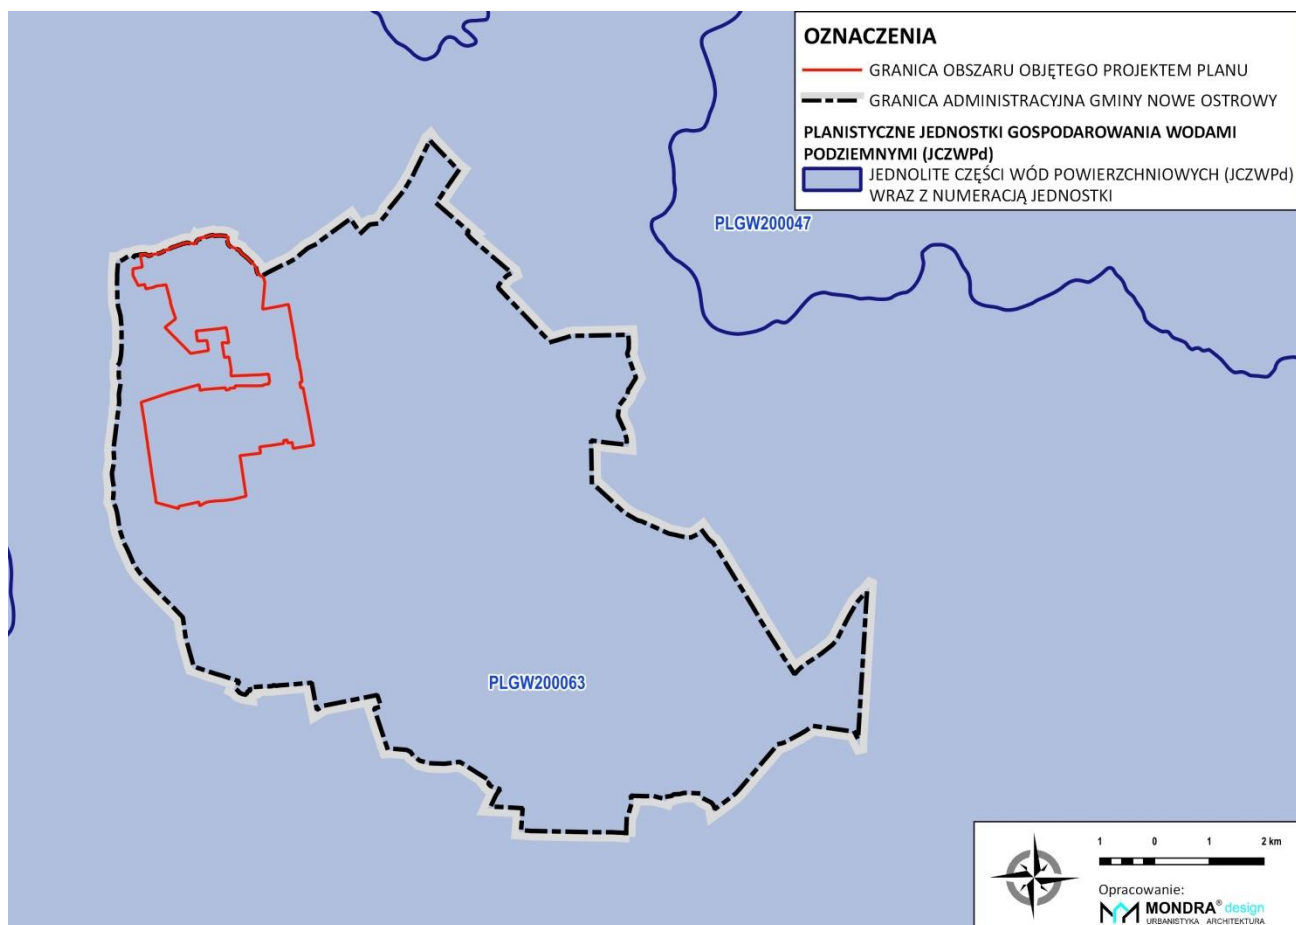 OZNACZENIA
GRANICA OBSZARU OBJĘTEGO PROJEKTEM PLANU
GRANICA ADMINISTRACYJNA GMINY NOWE OSTROWY
PLANISTYCZNE JEDNOSTKI GOSPODAROWANIA WODAMI
PODZIEMNYMI (JCZWPd)
JEDNOLITE CZĘŚCI WÓD POWIERZCHNIOWYCH (JCZWPd)
WRAZ Z NUMERACJĄ JEDNOSTKI
PLGW200047
PLGW200063
1 0 1 2 km
Opracowanie:
MONDRA® design
URBANISTYKA ARCHITEKTURA